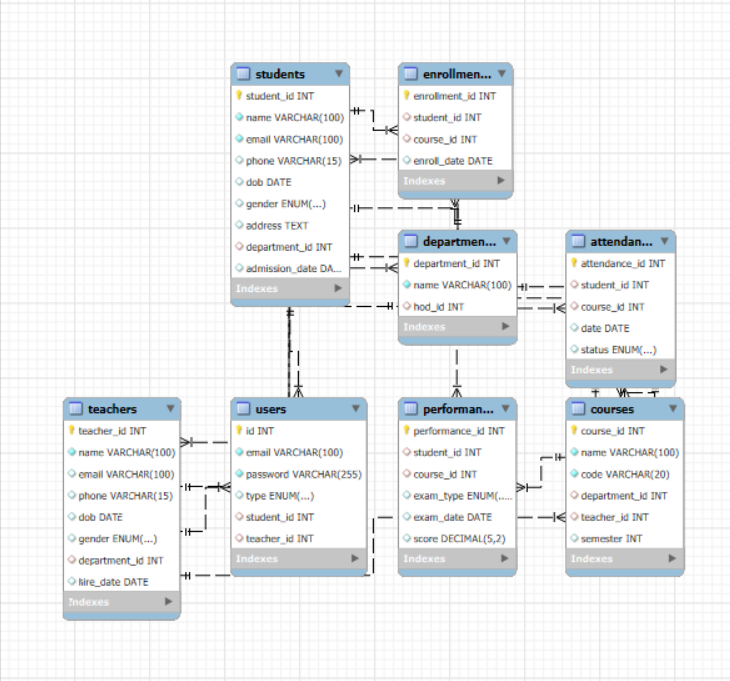 students
student_id INT
name VARCHAR(100)
email VARCHAR(100)
phone VARCHAR(15)
dob DATE
gender ENUM(...)
address TEXT
department_id INT
admission_date DA...
Indexes
enrollmen...
enrollment_id INT
student_id INT
course_id INT
enroll_date DATE
Indexes
departmen...
department_id INT
name VARCHAR(100)
hod_id INT
Indexes
attendan...
attendance_id INT
student_id INT
course_id INT
date DATE
status ENUM(...)
Indexes
teachers
teacher_id INT
name VARCHAR(100)
email VARCHAR(100)
phone VARCHAR(15)
dob DATE
gender ENUM(...)
department_id INT
hire_date DATE
Indexes
users
id INT
email VARCHAR(100)
password VARCHAR(255)
type ENUM(...)
student_id INT
teacher_id INT
Indexes
performan...
performance_id INT
student_id INT
course_id INT
exam_type ENUM(...
exam_date DATE
score DECIMAL(5,2)
Indexes
courses
course_id INT
name VARCHAR(100)
code VARCHAR(20)
department_id INT
teacher_id INT
semester INT
Indexes